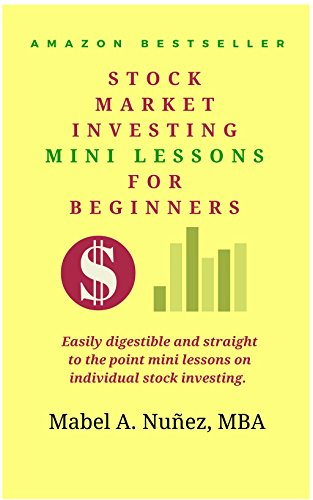 AMAZON BESTSELLER
STOCK
MARKET
INVESTING
MINI LESSONS
FOR
BEGINNERS
$
Easily digestible and straight
to the point mini lessons on
individual stock investing.
Mabel A. Nuñez, MBA